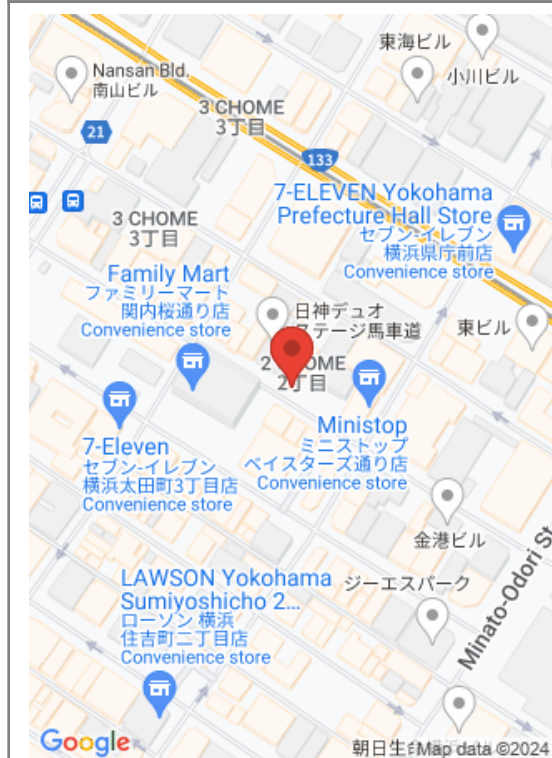 東海ビル
小川ビル
Nansan Bld.
南山ビル
3 CHOME
3丁目
21
133
3 CHOME
3丁目
7-ELEVEN Yokohama
Prefecture Hall Store
セブン-イレブン
横浜県庁前店
Convenience store
Family Mart
ファミリーマート
関内桜通り店
Convenience store
日神デュオ
ステージ馬車道
東ビル
2丁目
Ministop
ミニストップ
ベイスターズ通り店
Convenience store
7-Eleven
セブン-イレブン
横浜太田町3丁目店
Convenience store
金港ビル
Minato-Odori St
ジーエスパーク
LAWSON Yokohama
Sumiyoshicho 2...
ローソン 横浜
住吉町二丁目店
Convenience store
Google
朝日生
Map data ©2024